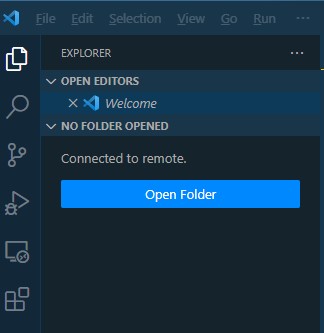 File Edit Selection View Go Run ...
EXPLORER ...
OPEN EDITORS
Welcome
NO FOLDER OPENED
Connected to remote.
Open Folder